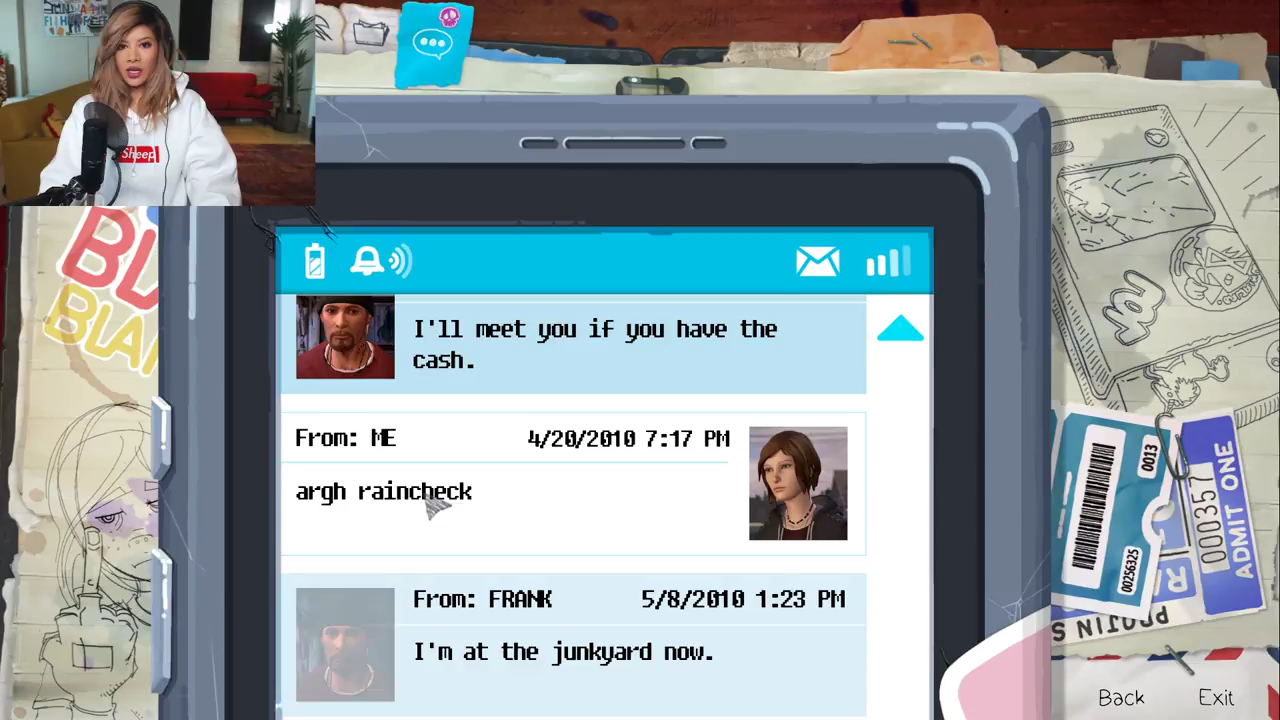 Sheep
I'll meet you if you have the
cash.
From: ME
4/20/2010 7:17 PM
argh raincheck
From: FRANK
5/8/2010 1:23 PM
I'm at the junkyard now.
0013
00256325
000357
ADMIT ONE
Back
Exit